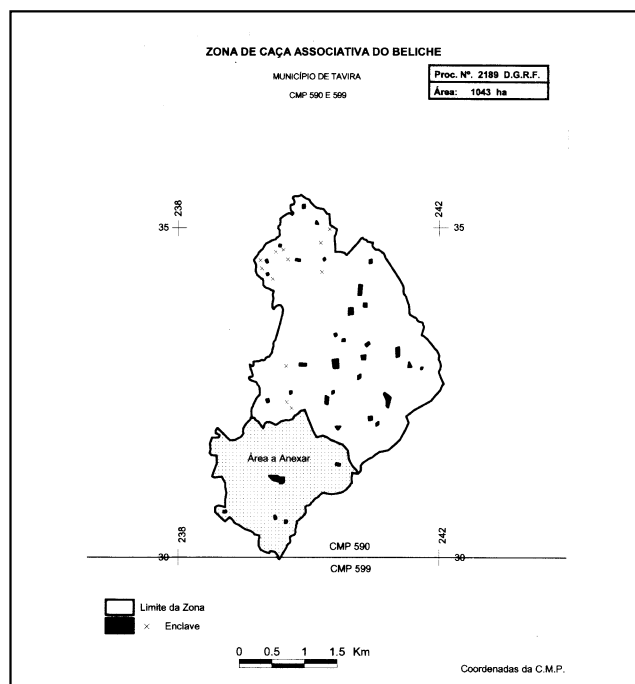 ZONA DE CAÇA ASSOCIATIVA DO BELICHE
MUNICÍPIO DE TAVIRA
CMP 590 E 599
Proc. Nº. 2189 D.G.R.F.
Área: 1043 ha
238
242
35
35
Área a Anexar
238
242
30
30
CMP 590
CMP 599
Limite da Zona
Enclave
0 0.5 1 1.5 Km
Coordenadas da C.M.P.